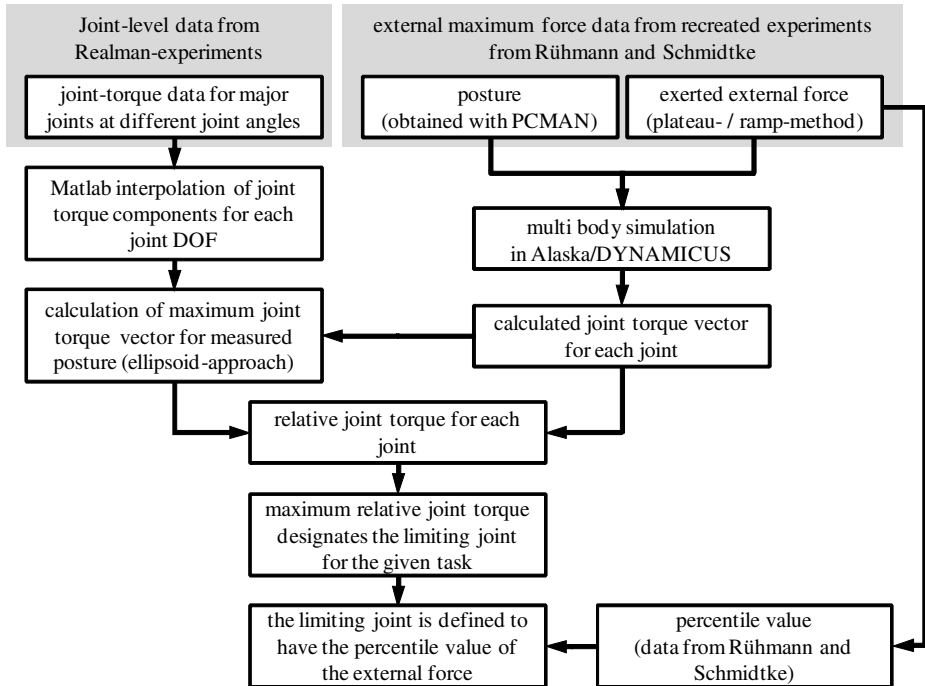 Joint-level data from
Realman-experiments
external maximum force data from recreated experiments
from Rühmann and Schmidtke
joint-torque data for major
joints at different joint angles
posture
(obtained with PCMAN)
exerted external force
(plateau- / ramp-method)
Matlab interpolation of joint
torque components for each
joint DOF
multi body simulation
in Alaska/DYNAMICUS
calculation of maximum joint
torque vector for measured
posture (ellipsoid-approach)
calculated joint torque vector
for each joint
relative joint torque for each
joint
maximum relative joint torque
designates the limiting joint
for the given task
the limiting joint is defined to
have the percentile value of
the external force
percentile value
(data from Rühmann and
Schmidtke)